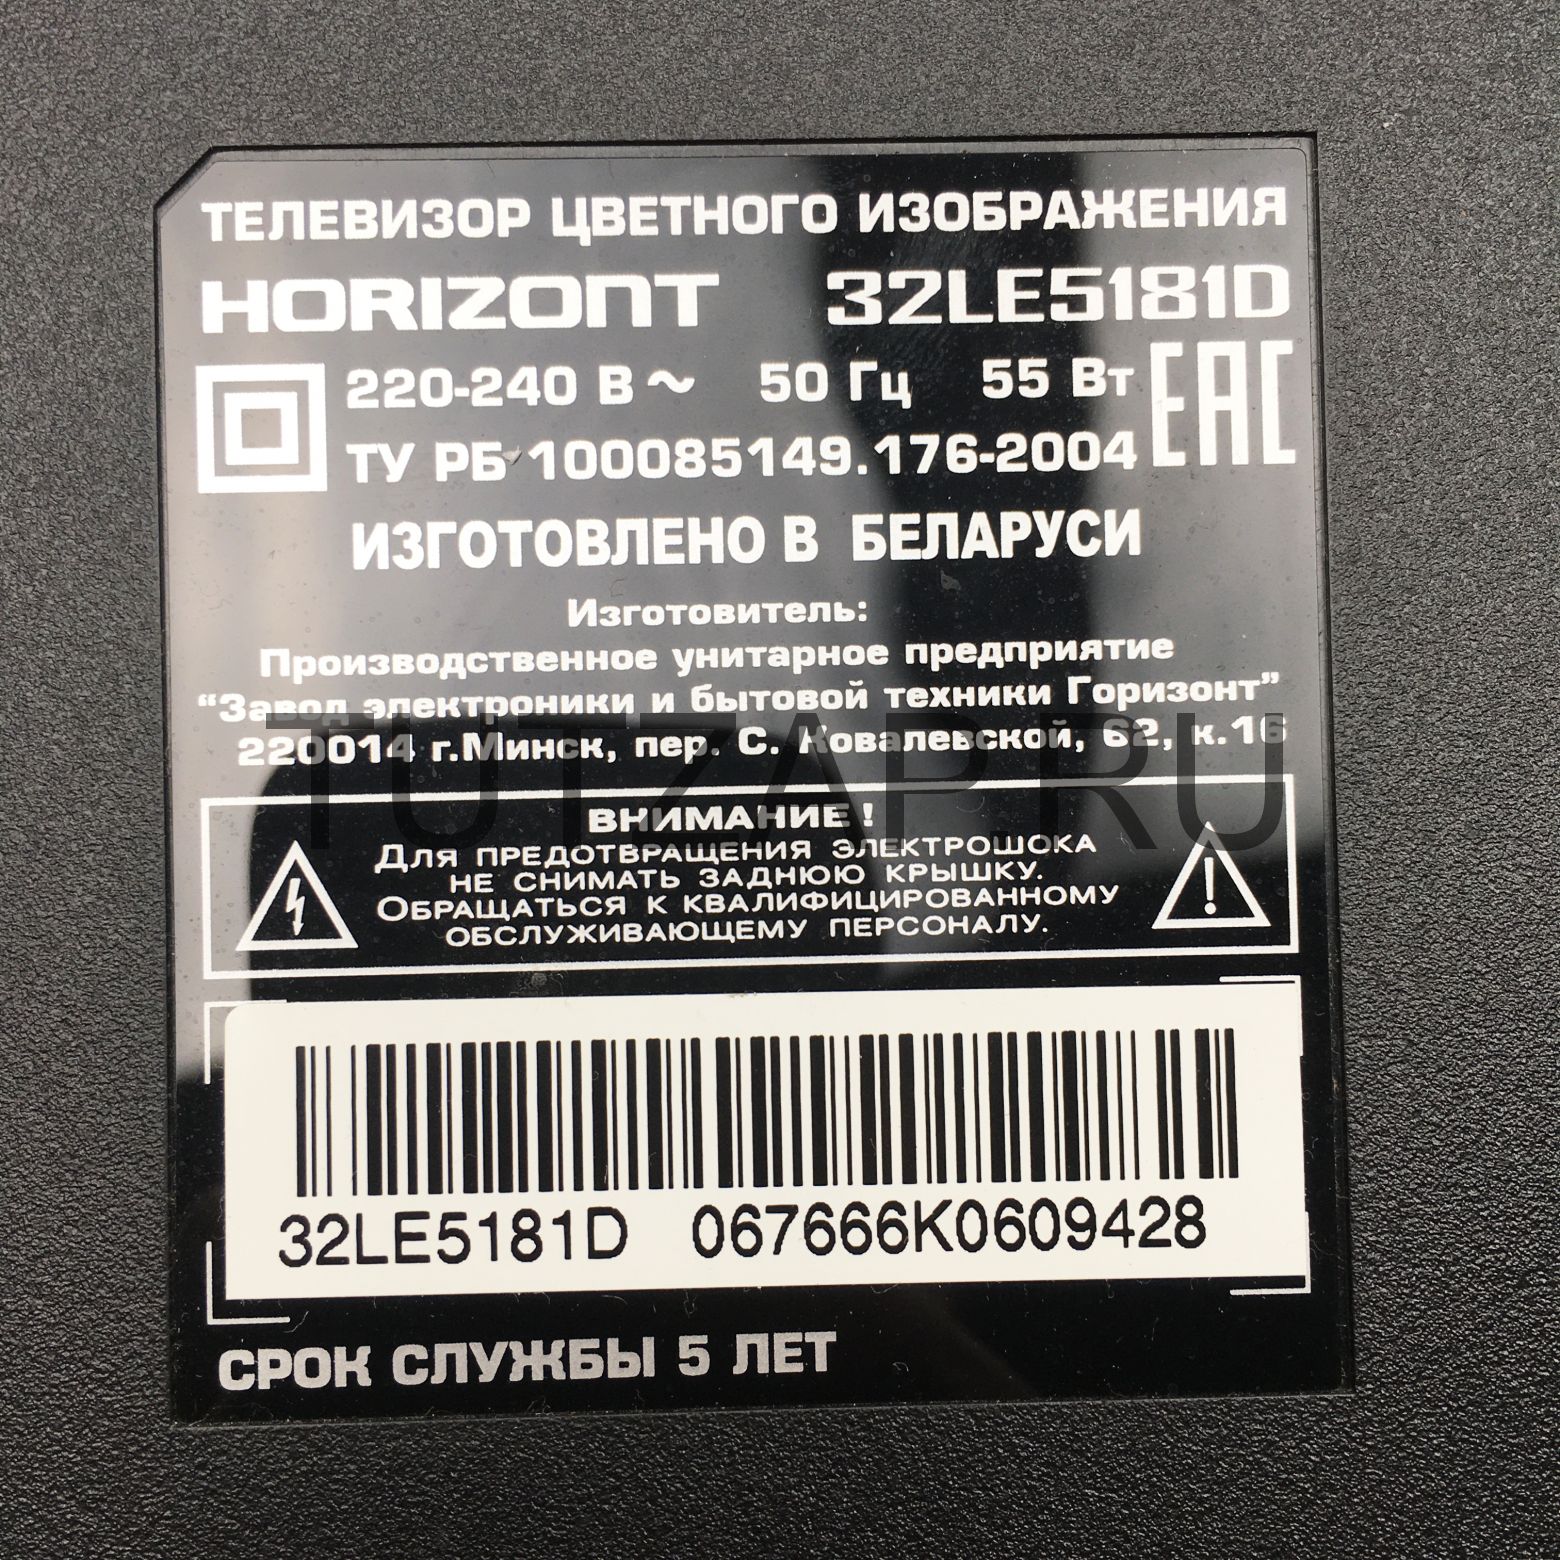 ТЕЛЕВИЗОР ЦВЕТНОГО ИЗОБРАЖЕНИЯ
HORIZONT 32LE5181D
220-240 В ~ 50 Гц 55 Вт EAC
ТУ РБ 100085149.176-2004
ИЗГОТОВЛЕНО В БЕЛАРУСИ
Изготовитель:
Производственное унитарное предприятие
“Завод электроники и бытовой техники Горизонт”
220014 г.Минск, пер. С. Ковалевской, 62, к.16
TUTZAP.RU
ВНИМАНИЕ !
Для предотвращения электрошока
не снимать заднюю крышку.
Обращаться к квалифицированному
обслуживающему персоналу.
32LE5181D 067666K0609428
СРОК СЛУЖБЫ 5 ЛЕТ